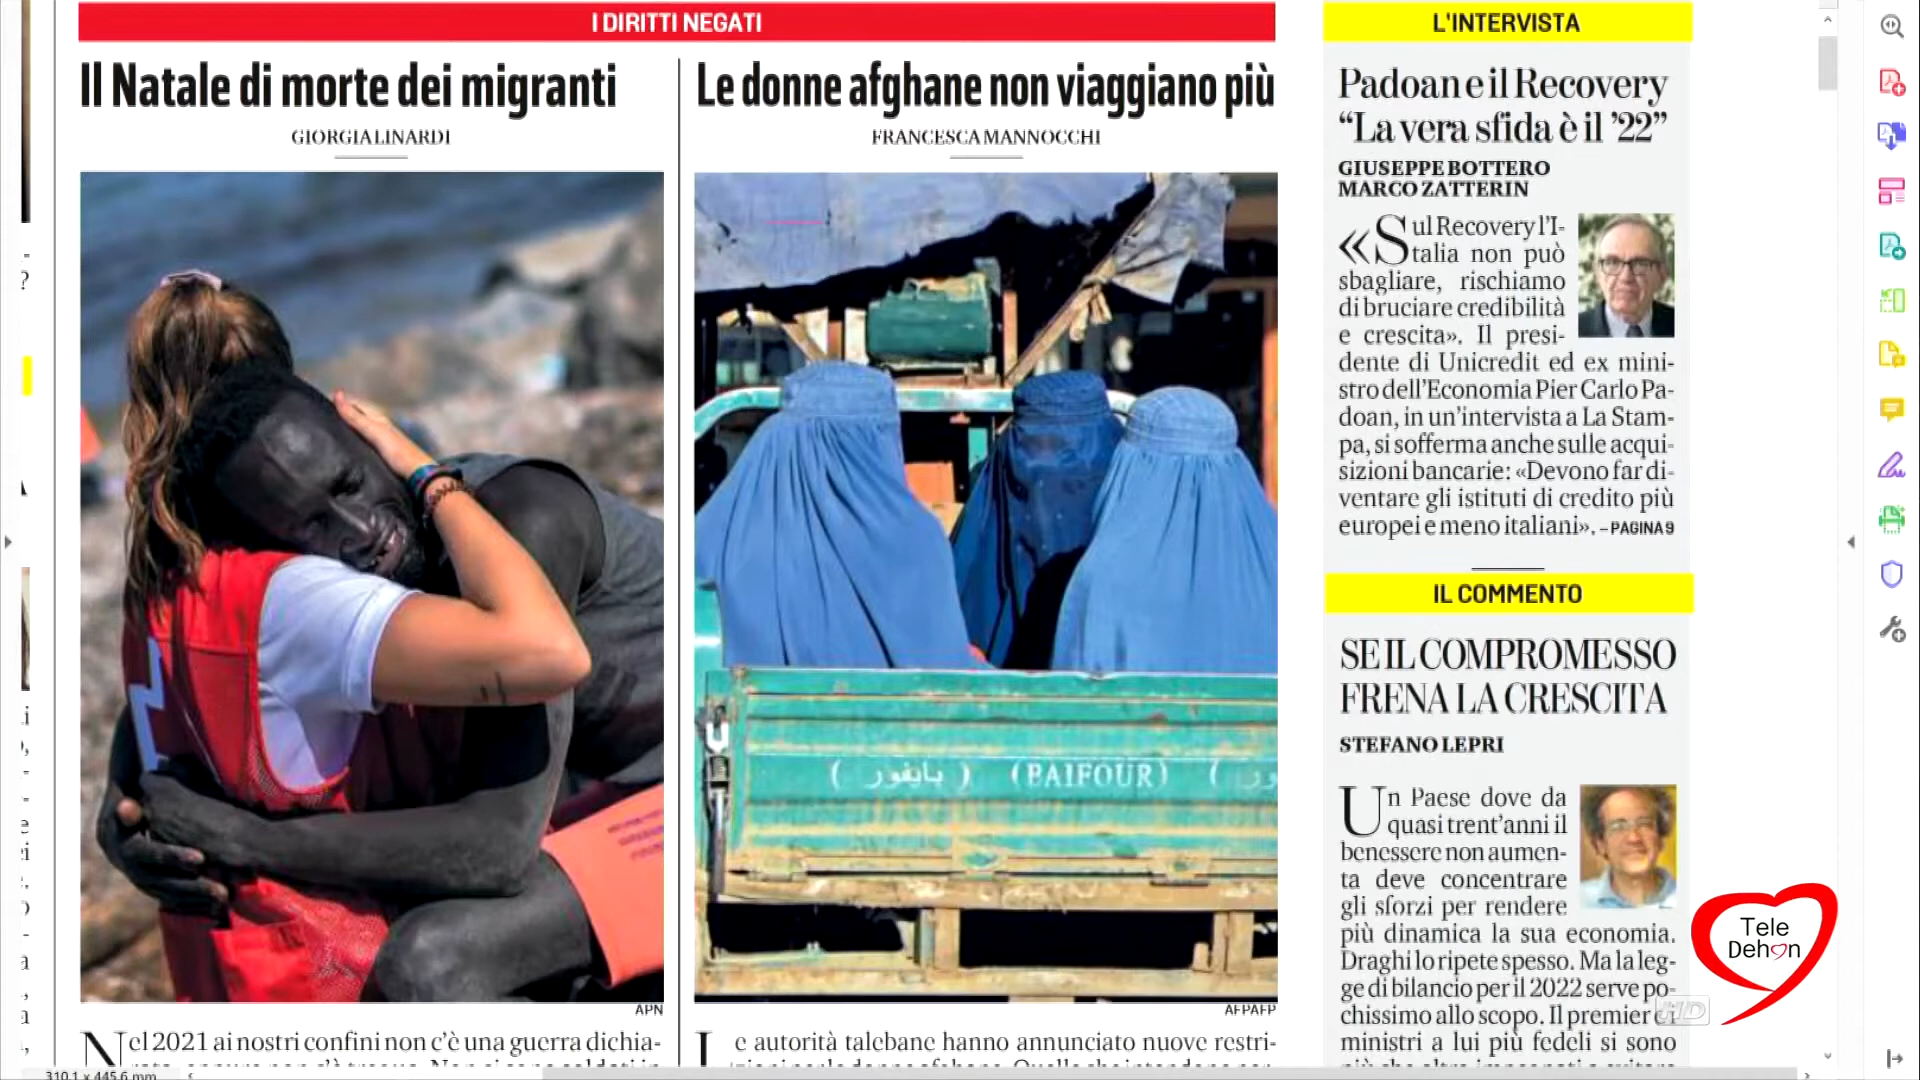 I DIRITTI NEGATI
Il Natale di morte dei migranti
GIORGIA LINARDI
APN
Nel 2021 ai nostri confini non c'è una guerra dichia-
Le donne afghane non viaggiano più
FRANCESCA MANNOCCHI
( بايفور ) (BAIFOUR) (
AFPAFP
Le autorità talebane hanno annunciato nuove restri-
L'INTERVISTA
Padoan e il Recovery
“La vera sfida è il ’22”
GIUSEPPE BOTTERO
MARCO ZATTERIN
«Sul Recovery l'I-
talia non può
sbagliare, rischiamo
di bruciare credibilità
e crescita». Il presi-
dente di Unicredit ed ex mini-
stro dell'Economia Pier Carlo Pa-
doan, in un'intervista a La Stam-
pa, si sofferma anche sulle acqui-
sizioni bancarie: «Devono far di-
ventare gli istituti di credito più
europei e meno italiani». – PAGINA 9
IL COMMENTO
SE IL COMPROMESSO
FRENA LA CRESCITA
STEFANO LEPRI
Un Paese dove da
quasi trent'anni il
benessere non aumen-
ta deve concentrare
gli sforzi per rendere
più dinamica la sua economia.
Draghi lo ripete spesso. Ma la leg-
ge di bilancio per il 2022 serve po-
chissimo allo scopo. Il premier e i
ministri a lui più fedeli si sono
Tele
Dehon
HD
310,1 x 445,6 mm